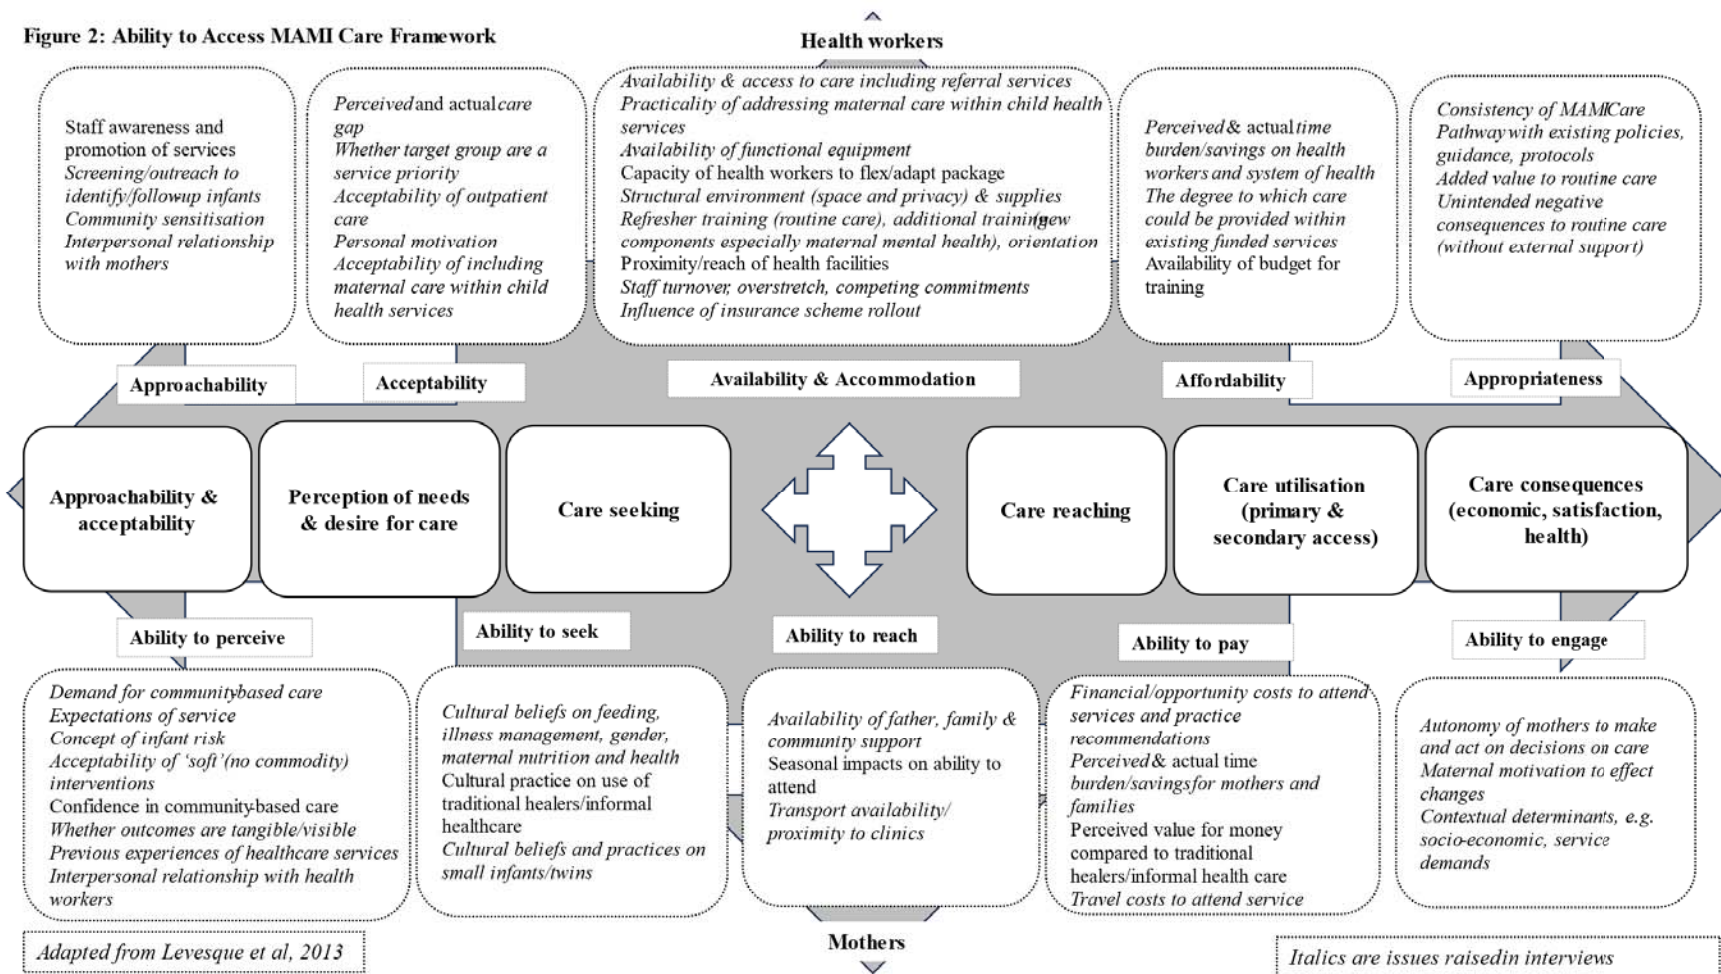 Figure 2: Ability to Access MAMI Care Framework
Health workers
Staff awareness and
promotion of services
Screening/outreach to
identify/followup infants
Community sensitisation
Interpersonal relationship
with mothers
Perceived and actual care
gap
Whether target group are a
service priority
Acceptability of outpatient
care
Personal motivation
Acceptability of including
maternal care within child
health services
Availability & access to care including referral services
Practicality of addressing maternal care within child health
services
Availability of functional equipment
Capacity of health workers to flex/adapt package
Structural environment (space and privacy) & supplies
Refresher training (routine care), additional training(new
components especially maternal mental health), orientation
Proximity/reach of health facilities
Staff turnover, overstretch, competing commitments
Influence of insurance scheme rollout
Perceived & actual time
burden/savings on health
workers and system of health
The degree to which care
could be provided within
existing funded services
Availability of budget for
training
Consistency of MAMICare
Pathway with existing policies,
guidance, protocols
Added value to routine care
Unintended negative
consequences to routine care
(without external support)
Approachability
Acceptability
Availability & Accommodation
Affordability
Appropriateness
Approachability &
acceptability
Perception of needs
& desire for care
Care seeking
Care reaching
Care utilisation
(primary &
secondary access)
Care consequences
(economic, satisfaction,
health)
Ability to perceive
Ability to seek
Ability to reach
Ability to pay
Ability to engage
Demand for communitybased care
Expectations of service
Concept of infant risk
Acceptability of ‘soft’(no commodity)
interventions
Confidence in community-based care
Whether outcomes are tangible/visible
Previous experiences of healthcare services
Interpersonal relationship with health
workers
Cultural beliefs on feeding,
illness management, gender,
maternal nutrition and health
Cultural practice on use of
traditional healers/informal
healthcare
Cultural beliefs and practices on
small infants/twins
Availability of father, family &
community support
Seasonal impacts on ability to
attend
Transport availability/
proximity to clinics
Financial/opportunity costs to attend
services and practice
recommendations
Perceived & actual time
burden/savings for mothers and
families
Perceived value for money
compared to traditional
healers/informal health care
Travel costs to attend service
Autonomy of mothers to make
and act on decisions on care
Maternal motivation to effect
changes
Contextual determinants, e.g.
socio-economic, service
demands
Mothers
Adapted from Levesque et al, 2013
Italics are issues raisedin interviews